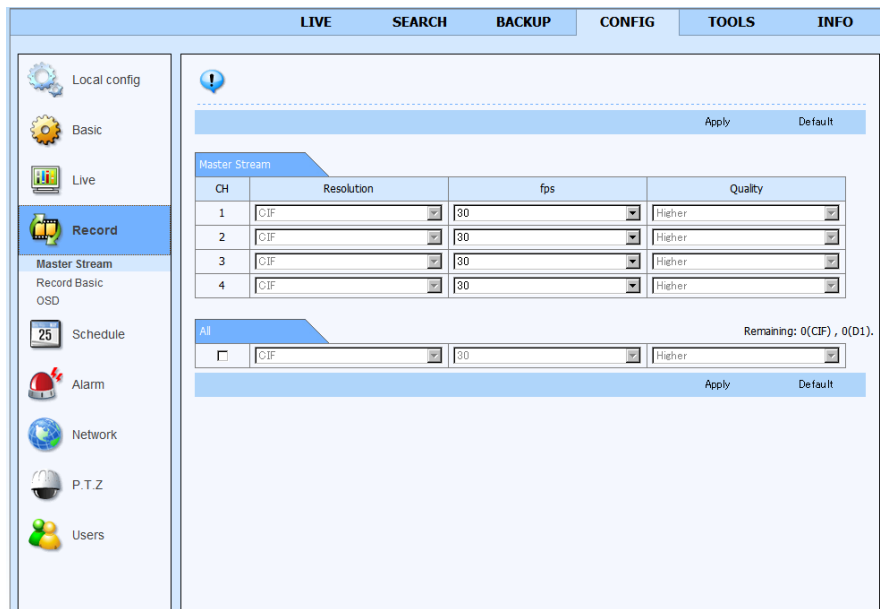 LIVE SEARCH BACKUP CONFIG TOOLS INFO
Local config
Basic
Live
Record
Master Stream
Record Basic
OSD
25 Schedule
Alarm
Network
P.T.Z
Users
Apply Default
Master Stream
CH Resolution fps Quality
1 CIF 30 Higher
2 CIF 30 Higher
3 CIF 30 Higher
4 CIF 30 Higher
All Remaining: 0(CIF) , 0(D1).
CIF 30 Higher
Apply Default